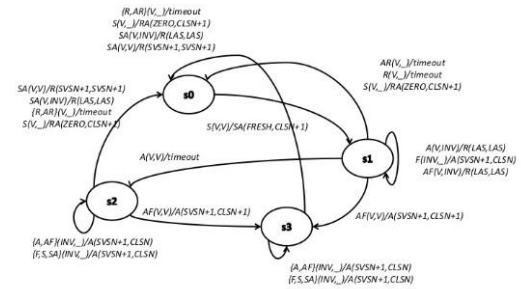 {R,AR}(V,_)/timeout
S(V,_)/RA(ZERO,CLSN+1)
SA(V,INV)/R(LAS,LAS)
SA(V,V)/R(SVSN+1,SVSN+1)
AR(V,_)/timeout
R(V,_)/timeout
S(V,_)/RA(ZERO,CLSN+1)
SA(V,V)/R(SVSN+1,SVSN+1)
SA(V,INV)/R(LAS,LAS)
{R,AR}(V,_)/timeout
S(V,_)/RA(ZERO,CLSN+1)
s0
S(V,V)/SA(FRESH,CLSN+1)
A(V,V)/timeout
s1
A(V,INV)/R(LAS,LAS)
F(INV,_)/A(SVSN+1,CLSN)
AF(V,INV)/R(LAS,LAS)
s2
AF(V,V)/A(SVSN+1,CLSN+1)
s3
AF(V,V)/A(SVSN+1,CLSN+1)
{A,AF}(INV,_)/A(SVSN+1,CLSN)
{F,S,SA}(INV,_)/A(SVSN+1,CLSN)
{A,AF}(INV,_)/A(SVSN+1,CLSN)
{F,S,SA}(INV,_)/A(SVSN+1,CLSN)